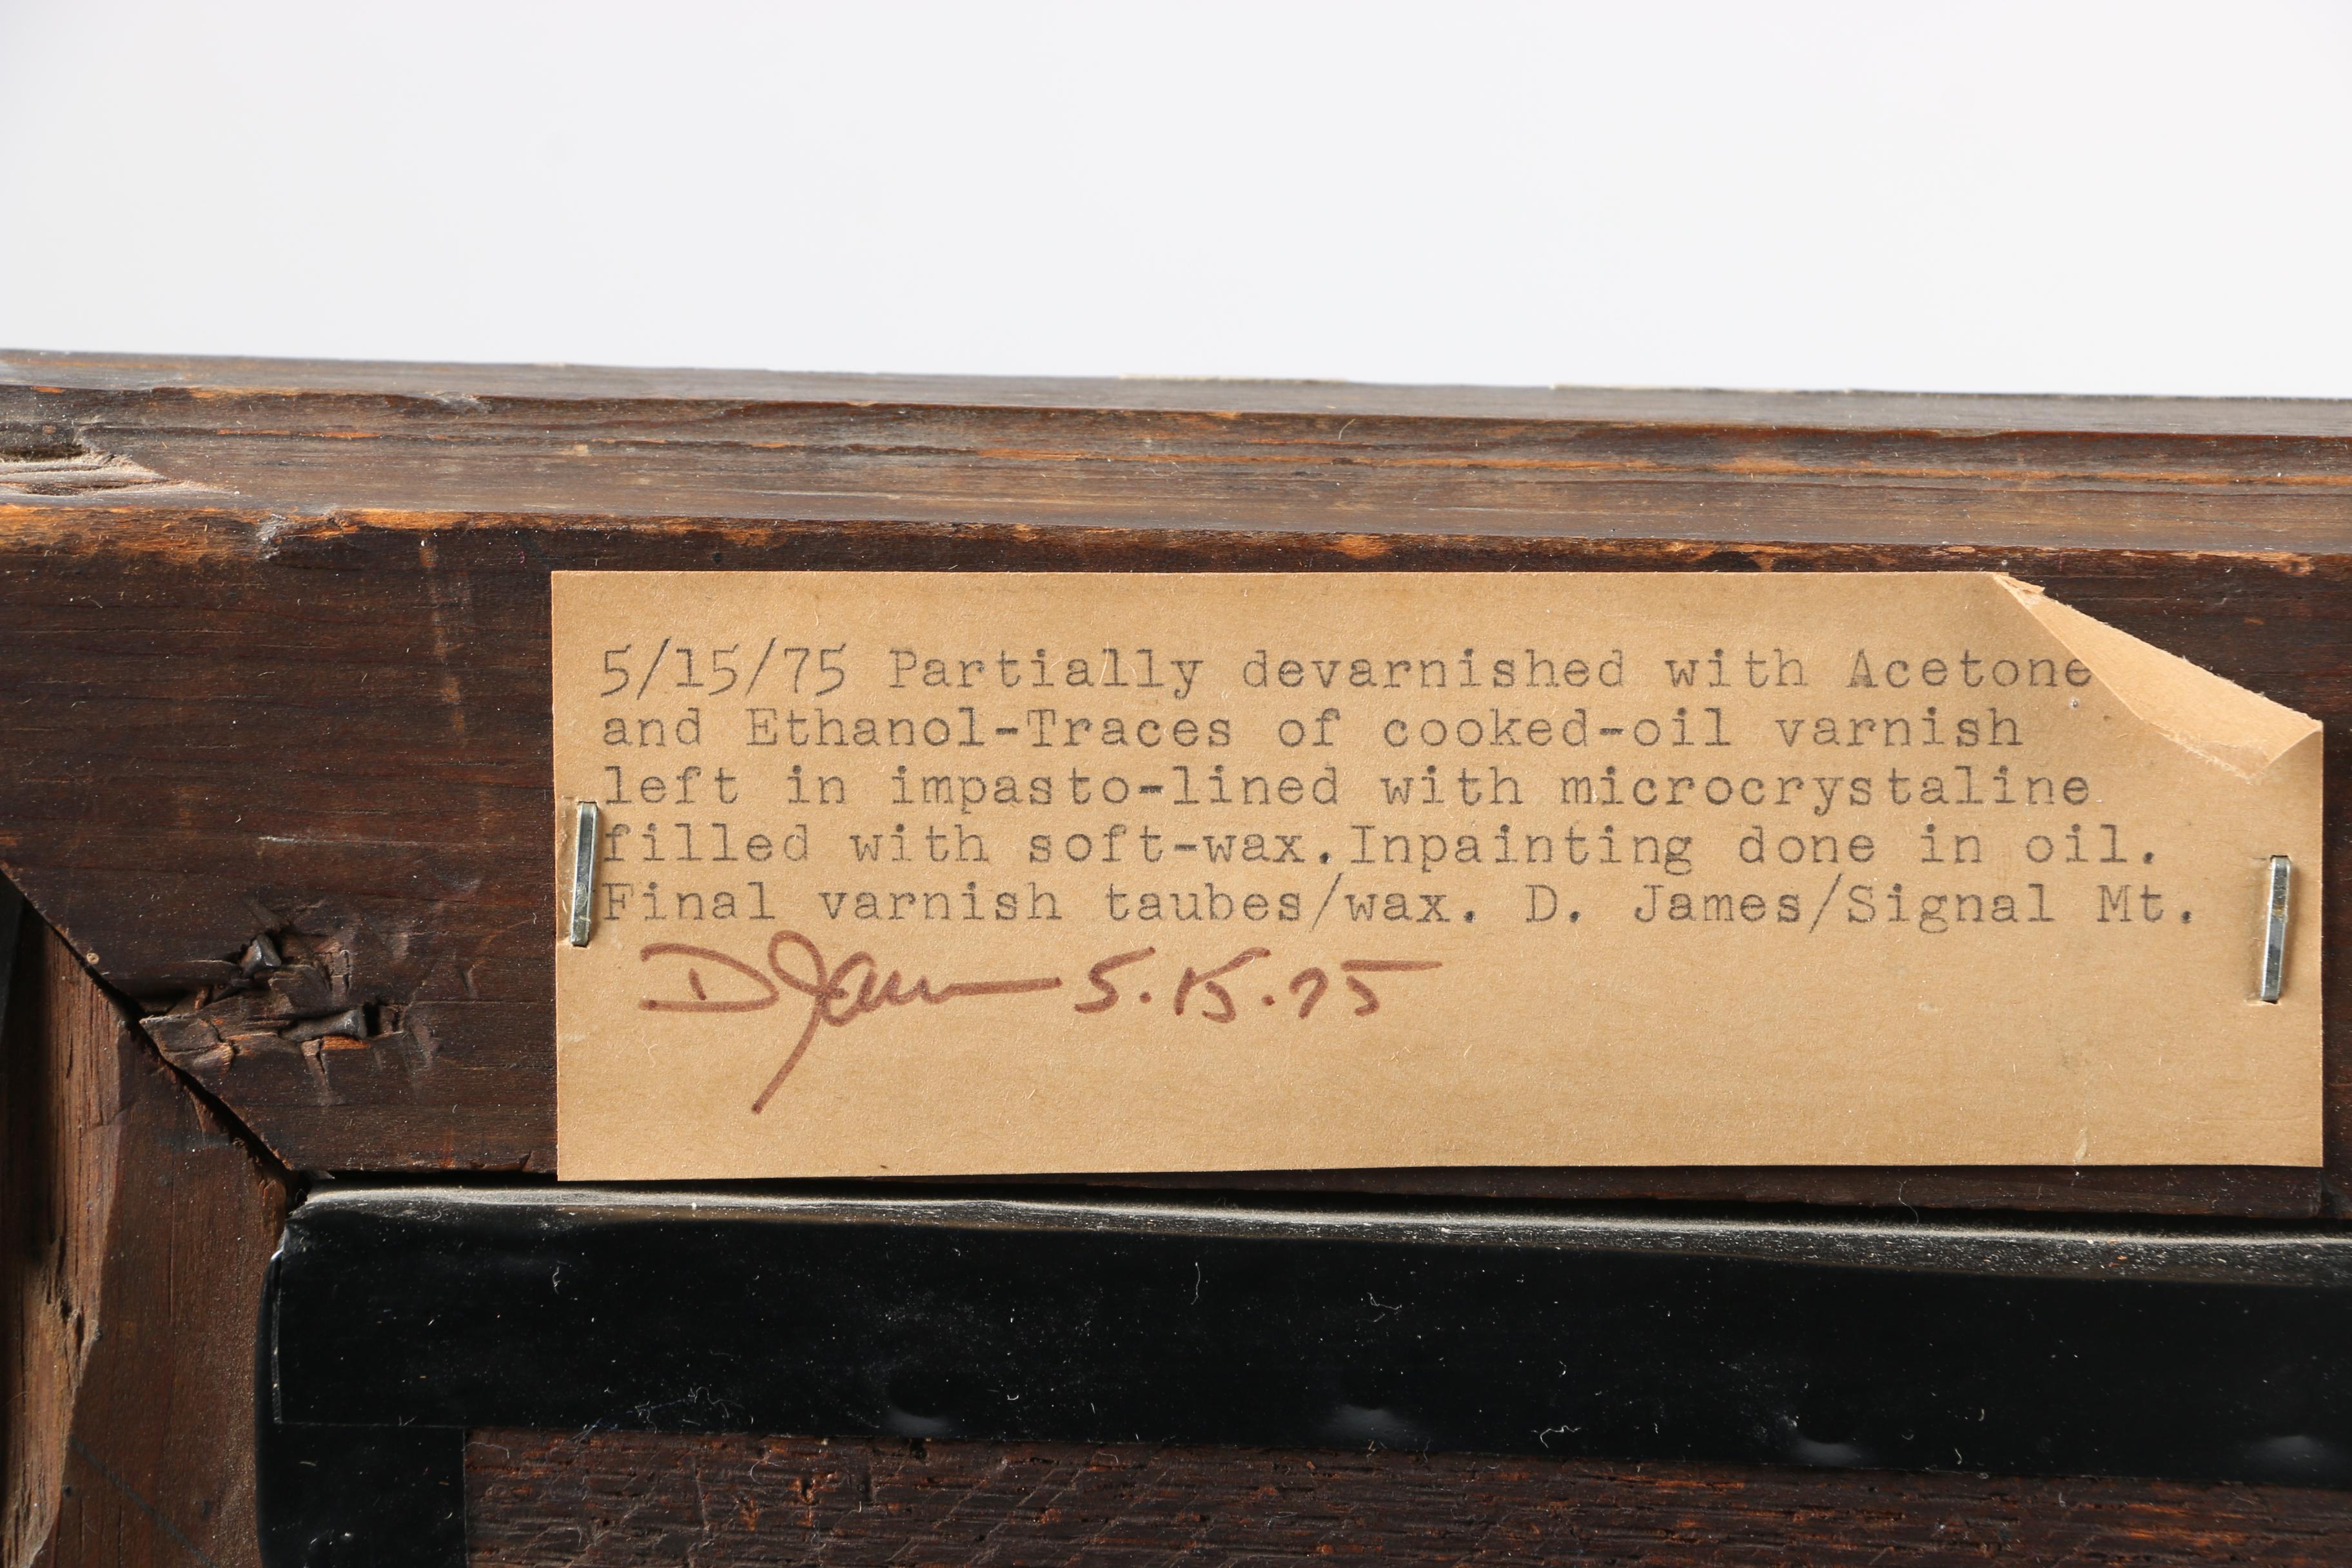 5/15/75 Partially devarnished with Acetone
and Ethanol-Traces of cooked-oil varnish
left in impasto-lined with microcrystaline
filled with soft-wax.Inpainting done in oil.
Final varnish taubes/wax. D. James/Signal Mt.
D James 5.15.75